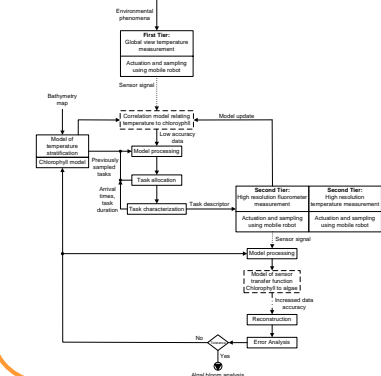 Environmental
phenomena
First Tier:
Global view temperature
measurement
Actuation and sampling
using mobile robot
Sensor signal
Bathymetry
map
Correlation model relating
temperature to chlorophil
Model update
Low accuracy
data
Model of
temperature
stratification
Chlorophyll model
Previously
sampled
tasks
Model processing
Arrival
times,
task
duration
Task allocation
Task characterization
Task descriptor
Second Tier:
High resolution fluorometer
measurement
Actuation and sampling
using mobile robot
Second Tier:
High resolution
temperature measurement
Actuation and sampling
using mobile robot
Sensor signal
Model processing
Model of sensor
transfer function
Chlorophyll to algae
Increased data
accuracy
Reconstruction
Error Analysis
No
Yes
Algal bloom analysis